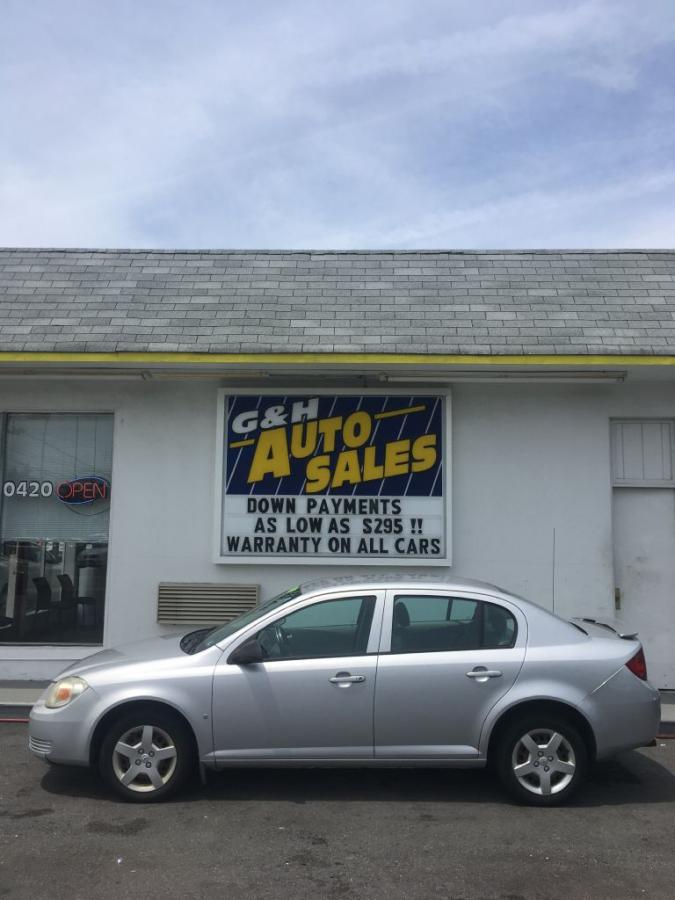 G&H
AUTO
SALES
DOWN PAYMENTS
AS LOW AS $295 !!
WARRANTY ON ALL CARS
0420 OPEN